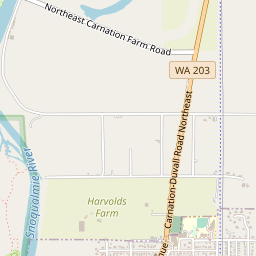 Northeast Carnation Farm Road
WA 203
Carnation-Duvall Road Northeast
Snoqualmie River
Harvolds
Farm